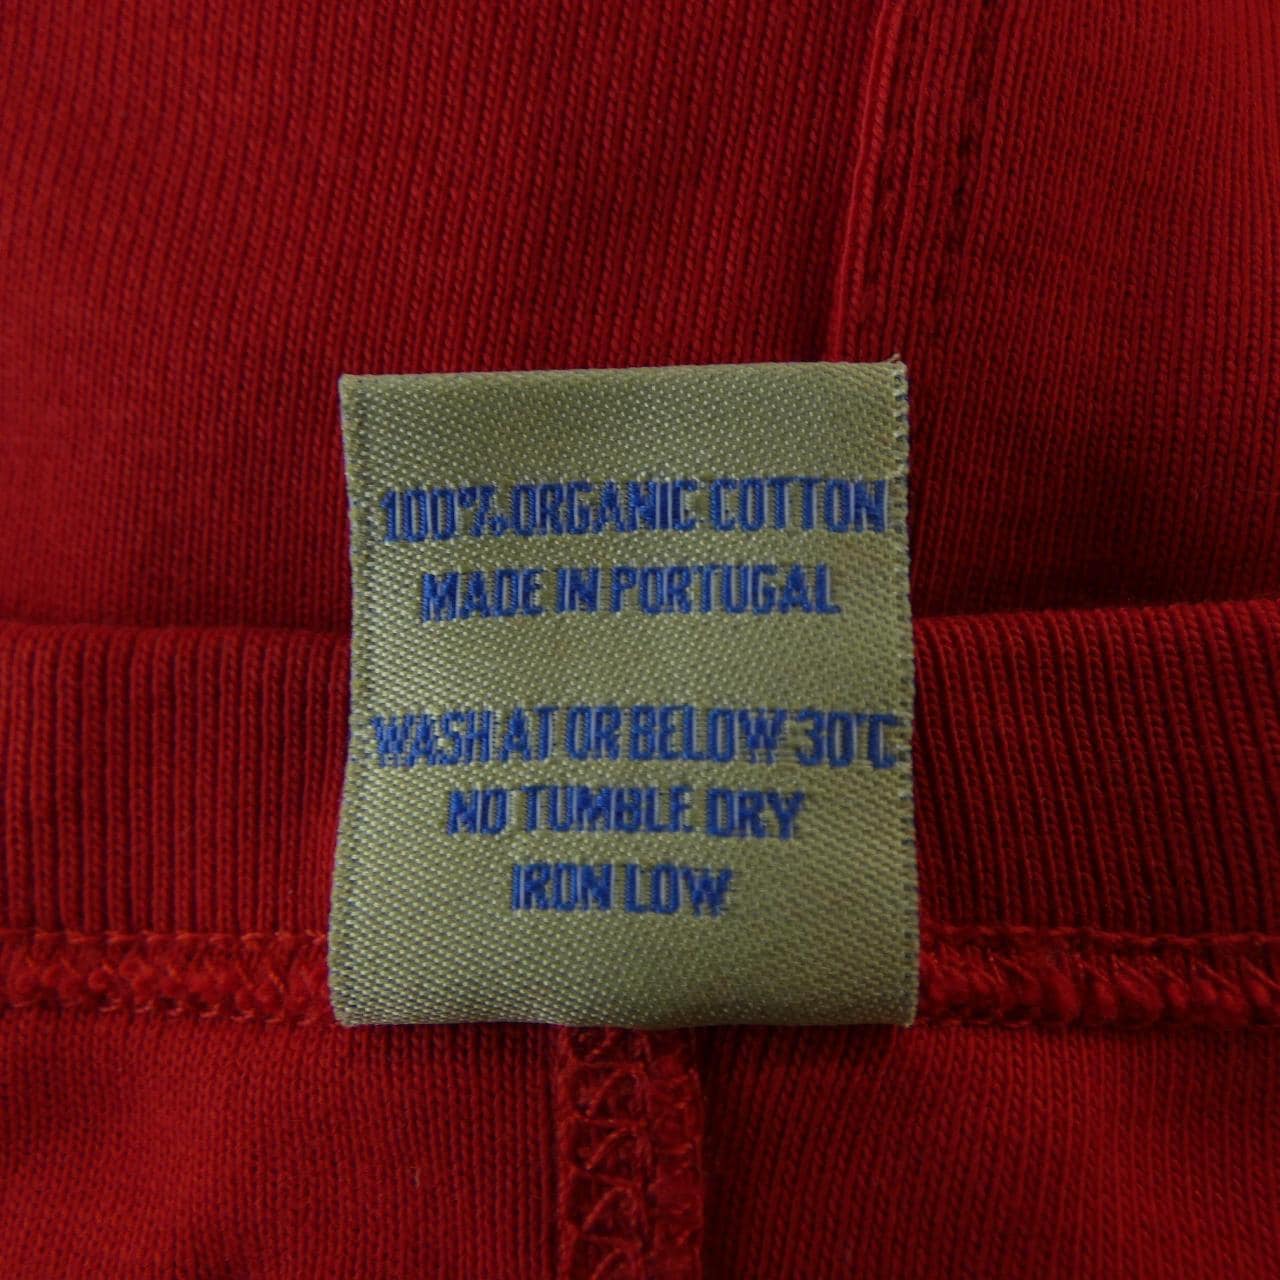 100% ORGANIC COTTON
MADE IN PORTUGAL
WASH AT OR BELOW 30°C
NO TUMBLE DRY
IRON LOW